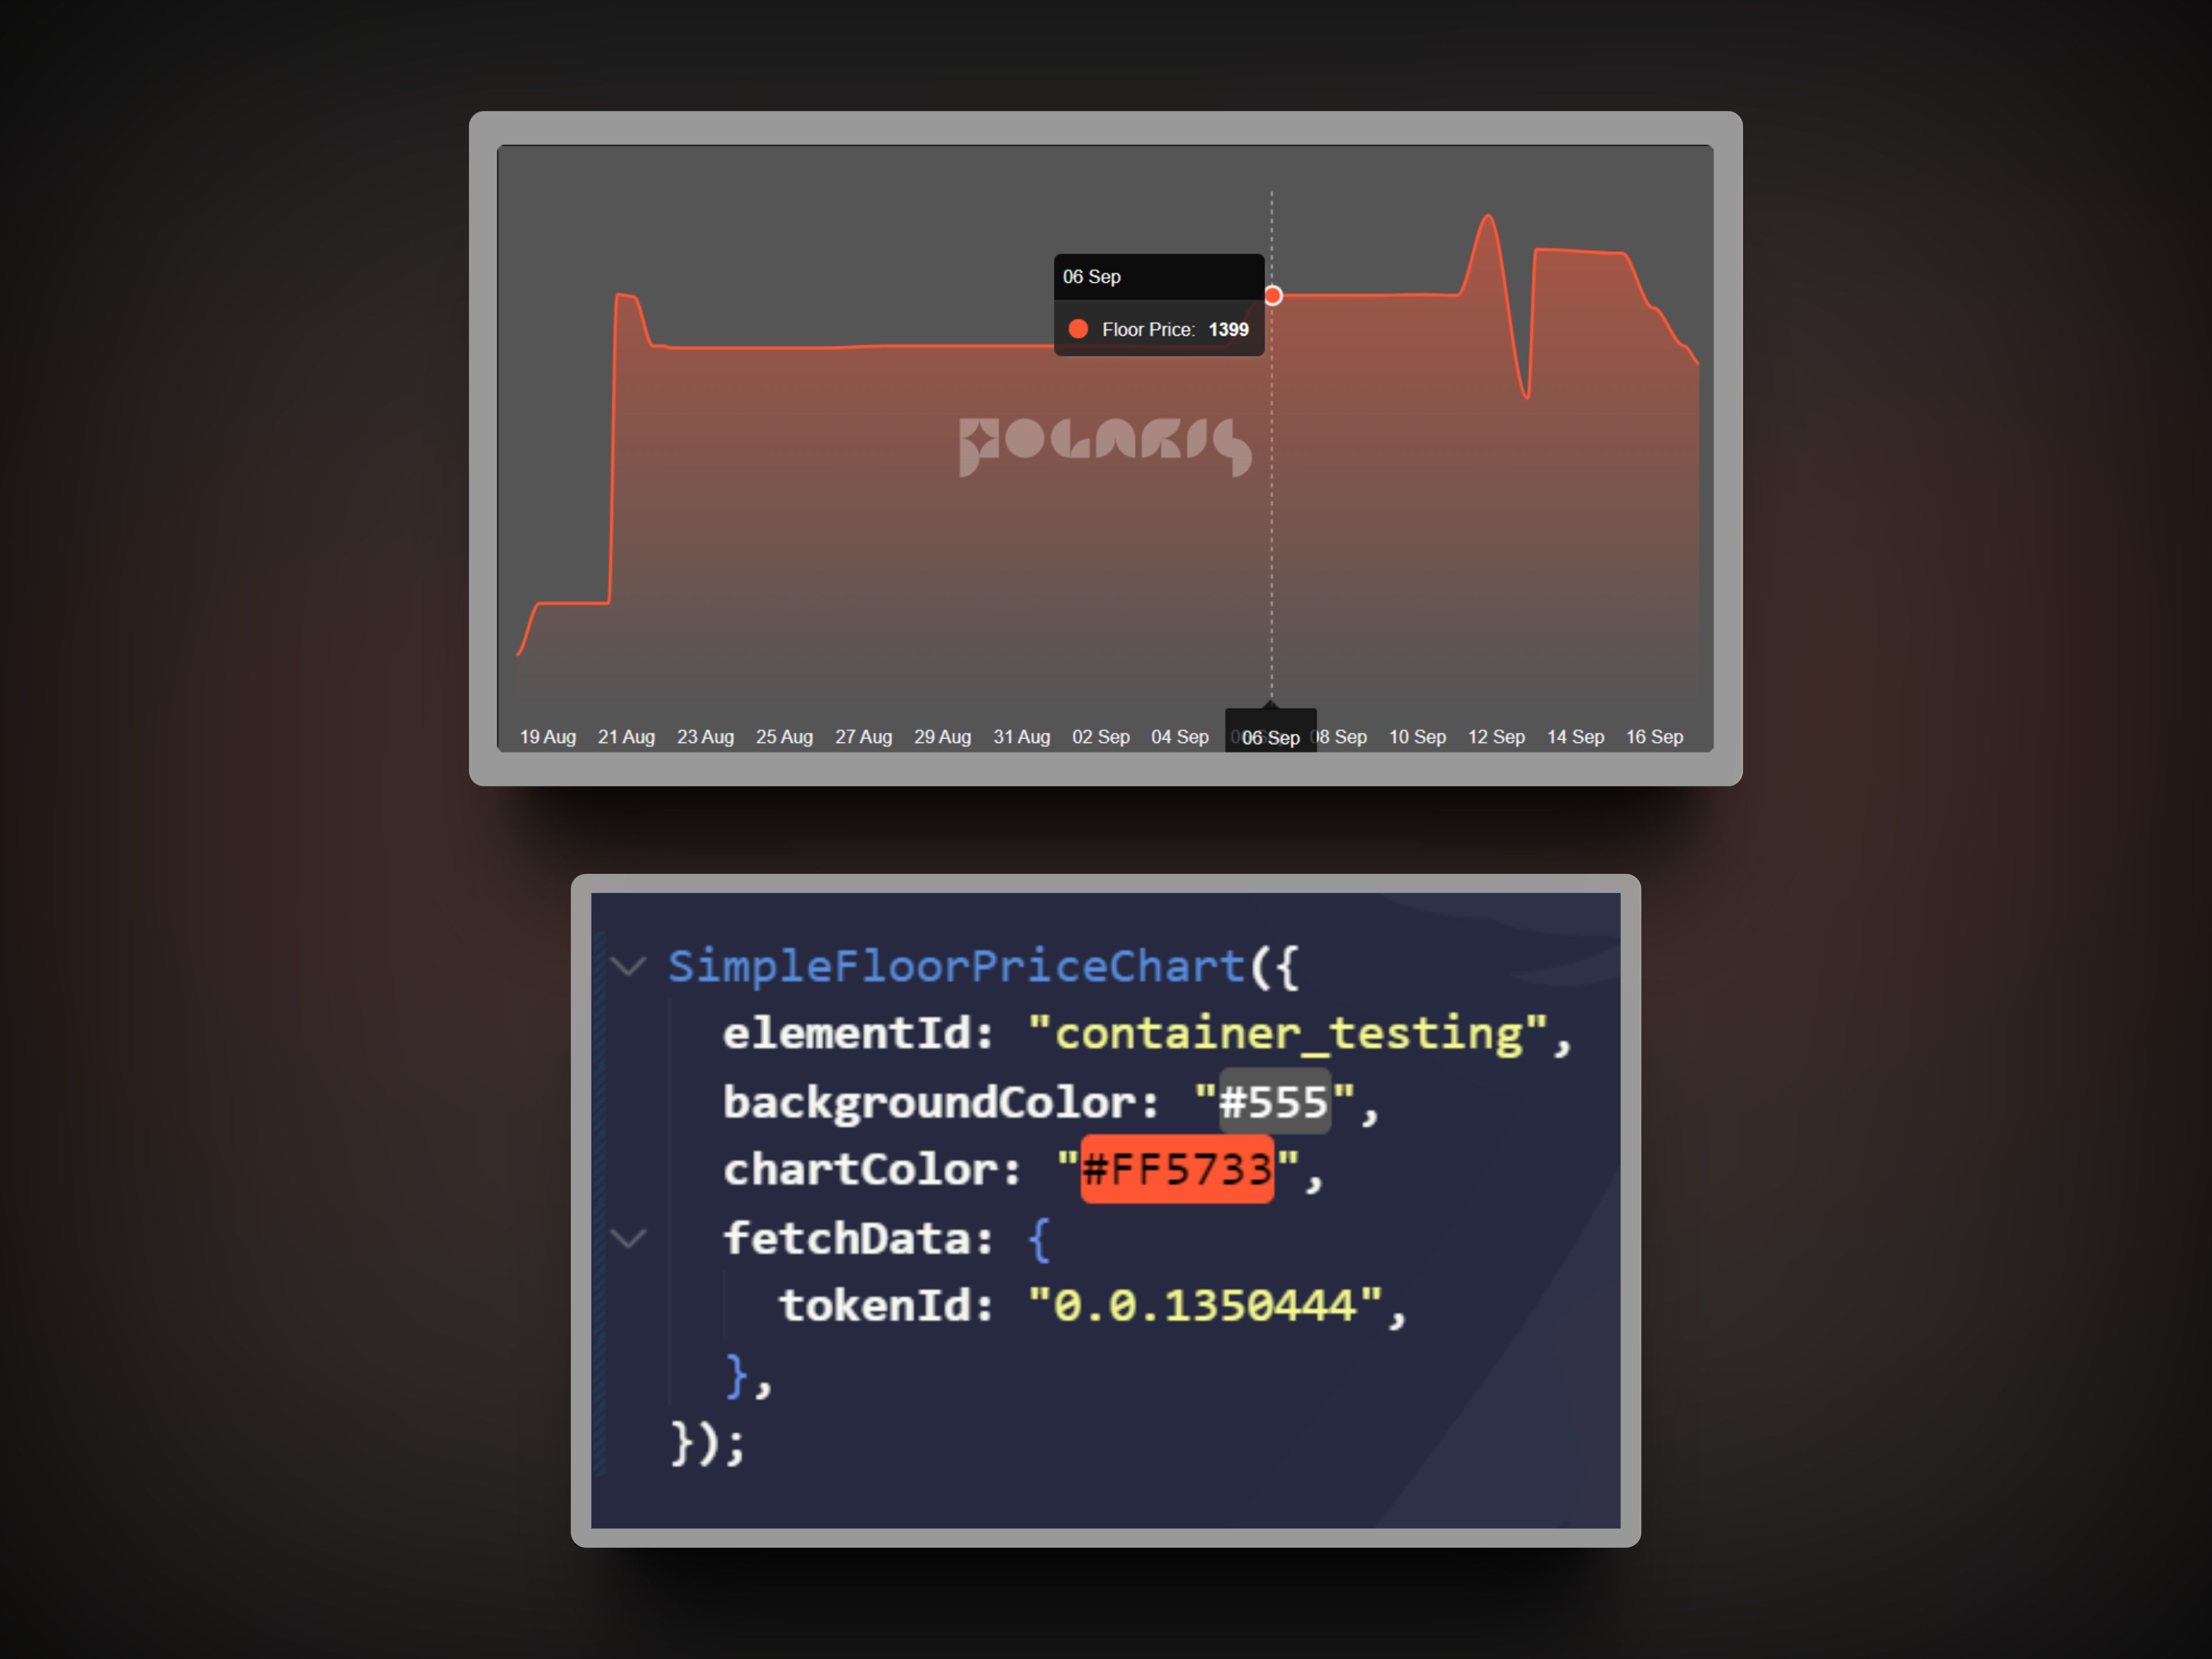 06 Sep
Floor Price: 1399
POLARIS
19 Aug 21 Aug 23 Aug 25 Aug 27 Aug 29 Aug 31 Aug 02 Sep 04 Sep 06 Sep 08 Sep 10 Sep 12 Sep 14 Sep 16 Sep
SimpleFloorPriceChart({
elementId: "container_testing",
backgroundColor: "#555",
chartColor: "#FF5733",
fetchData: {
tokenId: "0.0.1350444",
},
});